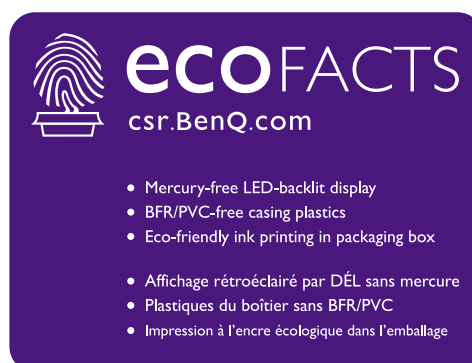 ecoFACTS
csr.BenQ.com
• Mercury-free LED-backlit display
• BFR/PVC-free casing plastics
• Eco-friendly ink printing in packaging box
• Affichage rétroéclairé par DÉL sans mercure
• Plastiques du boîtier sans BFR/PVC
• Impression à l'encre écologique dans l'emballage